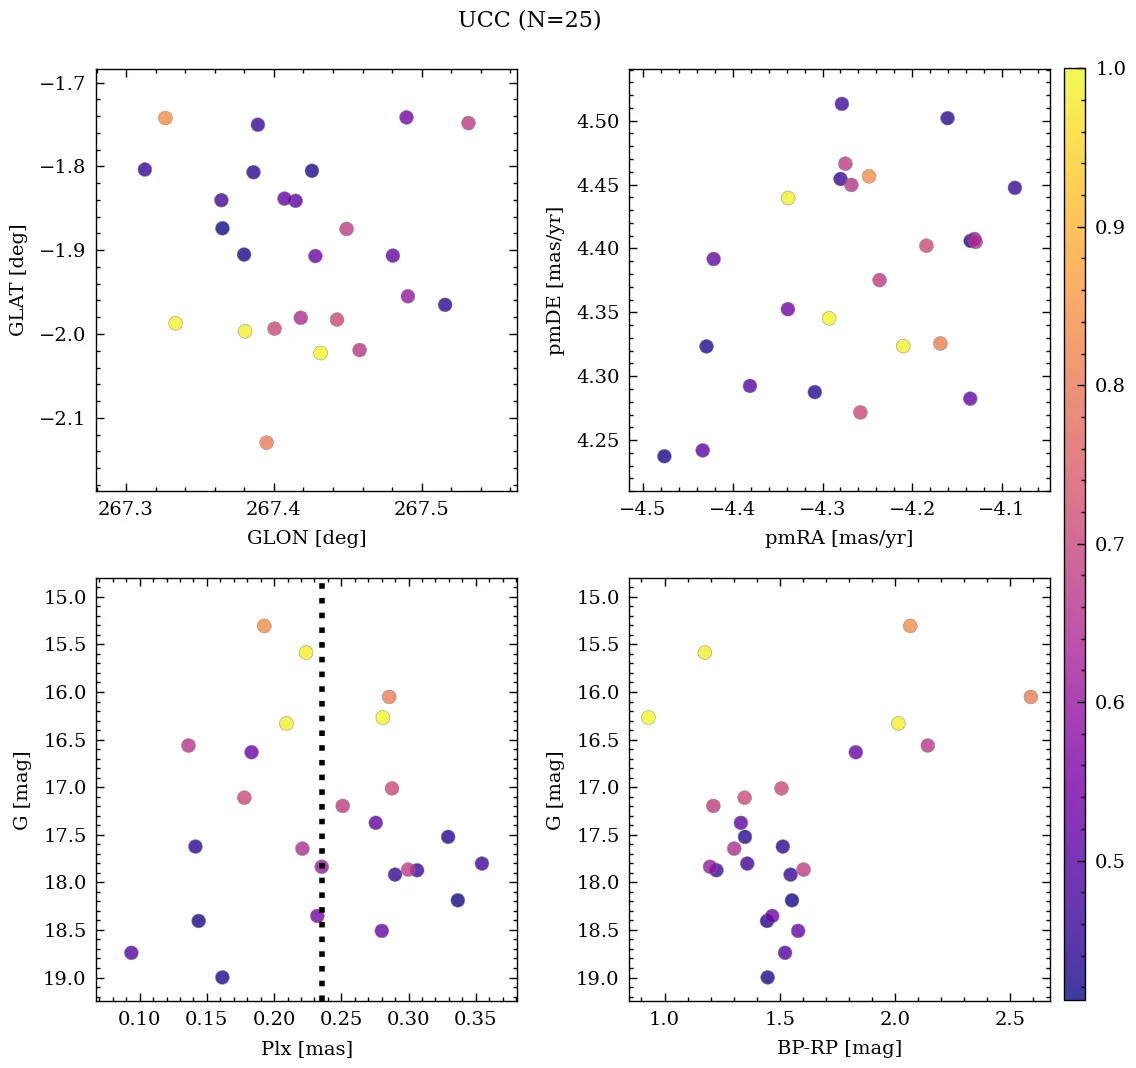 UCC (N=25)
−1.7
−1.8
−1.9
−2.0
−2.1
GLAT [deg]
267.3 267.4 267.5
GLON [deg]
4.50
4.45
4.40
4.35
4.30
4.25
pmDE [mas/yr]
−4.5 −4.4 −4.3 −4.2 −4.1
pmRA [mas/yr]
15.0
15.5
16.0
16.5
17.0
17.5
18.0
18.5
19.0
G [mag]
0.10 0.15 0.20 0.25 0.30 0.35
Plx [mas]
15.0
15.5
16.0
16.5
17.0
17.5
18.0
18.5
19.0
G [mag]
1.0 1.5 2.0 2.5
BP-RP [mag]
1.0
0.9
0.8
0.7
0.6
0.5